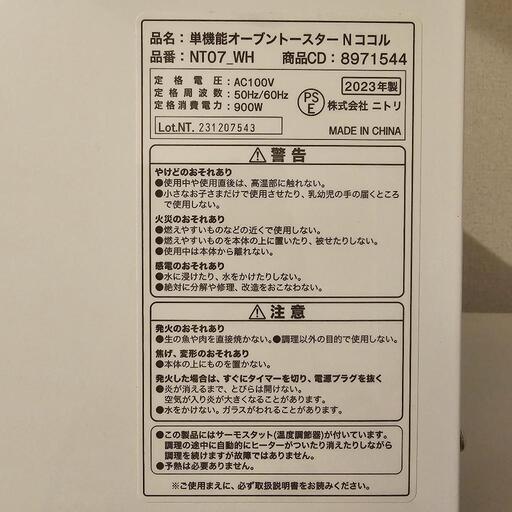 品名：単機能オーブントースターNココル
品番：NT07_WH 商品CD：8971544
定格電圧：AC100V
定格周波数：50Hz/60Hz
定格消費電力：900W
PSE
2023年製
株式会社ニトリ
Lot.NT. 231207543
MADE IN CHINA
⚠警告
やけどのおそれあり
●使用中や使用直後は、高温部に触れない。
●小さなお子さまだけで使用させたり、乳幼児の手の届くところ
で使用しない。
火災のおそれあり
●燃えやすいものなどの近くで使用しない。
●燃えやすいものを本体の上に置いたり、被せたりしない。
●使用中は本体から離れない。
感電のおそれあり
●水に浸けたり、水をかけたりしない。
●絶対に分解や修理、改造をおこなわない。
⚠注意
発火のおそれあり
●生の魚や肉を直接焼かない。●調理以外の目的で使用しない。
焦げ、変形のおそれあり
●本体の上にものを置かない。
発火した場合は、すぐにタイマーを切り、電源プラグを抜く
●炎が消えるまで、とびらは開けない。
空気が入り炎が大きくなることがあります。
●水をかけない。ガラスがわれることがあります。
●この製品にはサーモスタット(温度調節器)が付いています。
調理の途中に自動的にヒーターがついたり消えたりしながら
調理を続けますが故障ではありません。
●予熱は必要ありません。
※ご使用まえに、必ず取扱説明書をお読みください。